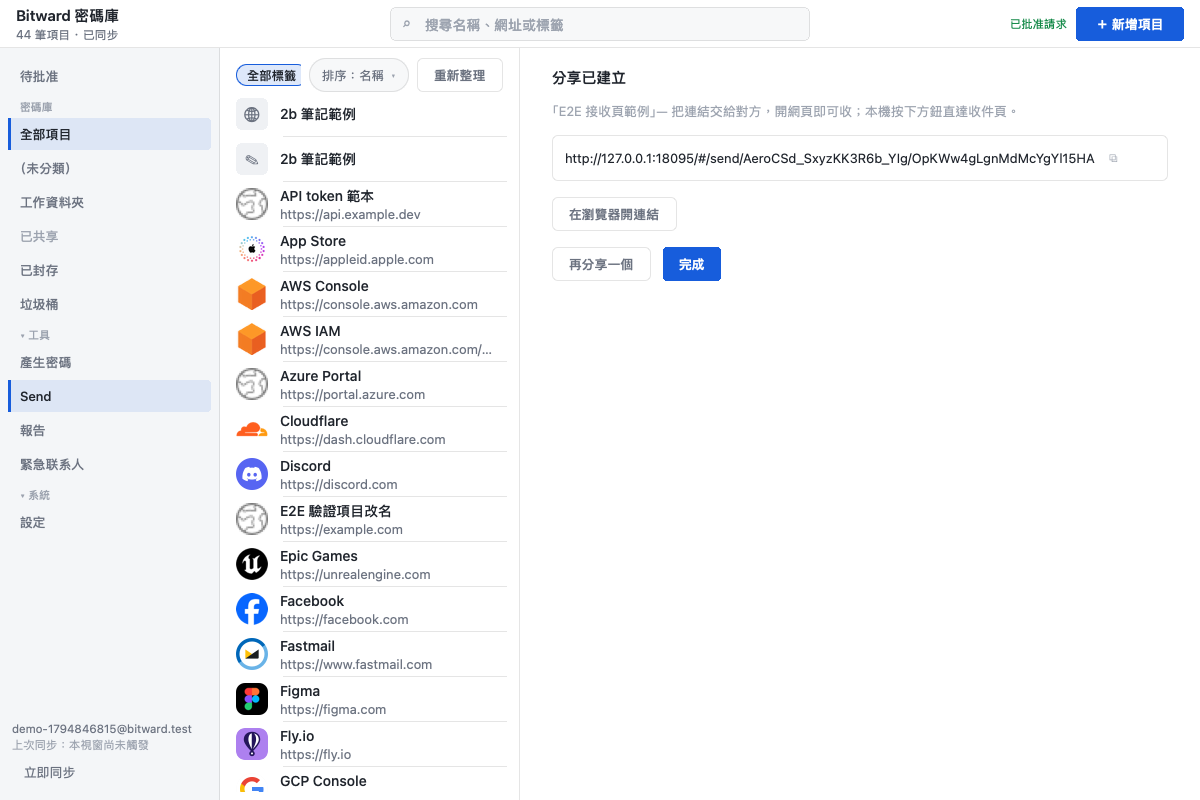 Bitward 密碼庫
44 筆項目 · 已同步
搜尋名稱、網址或標籤
已批准請求
+ 新增項目
待批准
密碼庫
全部項目
(未分類)
工作資料夾
已共享
已封存
垃圾桶
工具
產生密碼
Send
報告
緊急联系人
系統
設定
demo-1794846815@bitward.test
上次同步：本視窗尚未觸發
立即同步
全部標籤
排序：名稱
重新整理
2b 筆記範例
2b 筆記範例
API token 範本
https://api.example.dev
App Store
https://appleid.apple.com
AWS Console
https://console.aws.amazon.com
AWS IAM
https://console.aws.amazon.com/...
Azure Portal
https://portal.azure.com
Cloudflare
https://dash.cloudflare.com
Discord
https://discord.com
E2E 驗證項目改名
https://example.com
Epic Games
https://unrealengine.com
Facebook
https://facebook.com
Fastmail
https://www.fastmail.com
Figma
https://figma.com
Fly.io
https://fly.io
GCP Console
分享已建立
「E2E 接收頁範例」— 把連結交給對方，開網頁即可收；本機按下方鈕直達收件頁。
http://127.0.0.1:18095/#/send/AeroCSd_SxyzKK3R6b_YIg/OpKWw4gLgnMdMcYgYl15HA
在瀏覽器開連結
再分享一個
完成